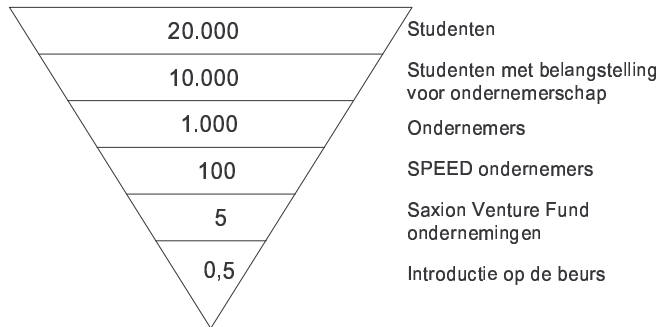 20.000 Studenten
10.000 Studenten met belangstelling
voor ondernemerschap
1.000 Ondernemers
100 SPEED ondernemers
5 Saxion Venture Fund
ondernemingen
0,5 Introductie op de beurs